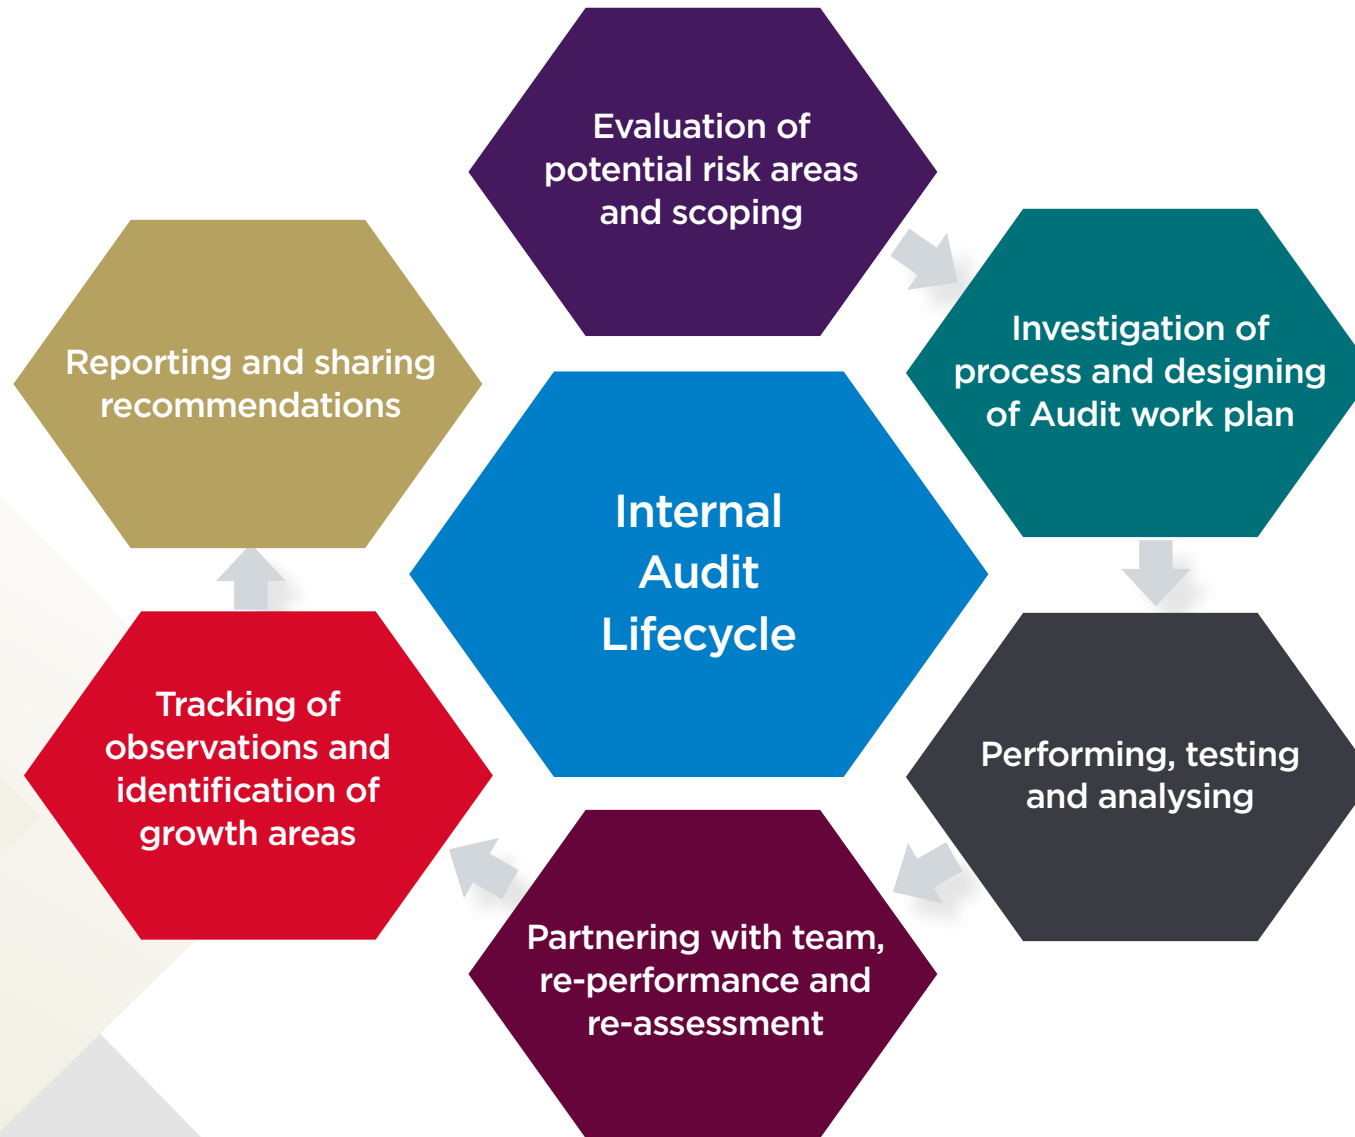 Evaluation of
potential risk areas
and scoping
Investigation of
process and designing
of Audit work plan
Performing, testing
and analysing
Partnering with team,
re-performance and
re-assessment
Tracking of
observations and
identification of
growth areas
Reporting and sharing
recommendations
Internal
Audit
Lifecycle